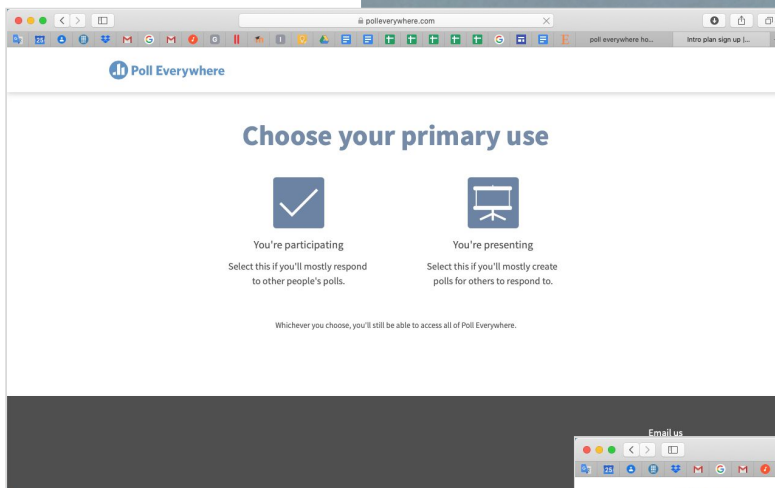 polleverywhere.com
poll everywhere ho...
Intro plan sign up |...
Poll Everywhere
Choose your primary use
You're participating
You're presenting
Select this if you'll mostly respond
to other people's polls.
Select this if you'll mostly create
polls for others to respond to.
Whichever you choose, you'll still be able to access all of Poll Everywhere.
Email us